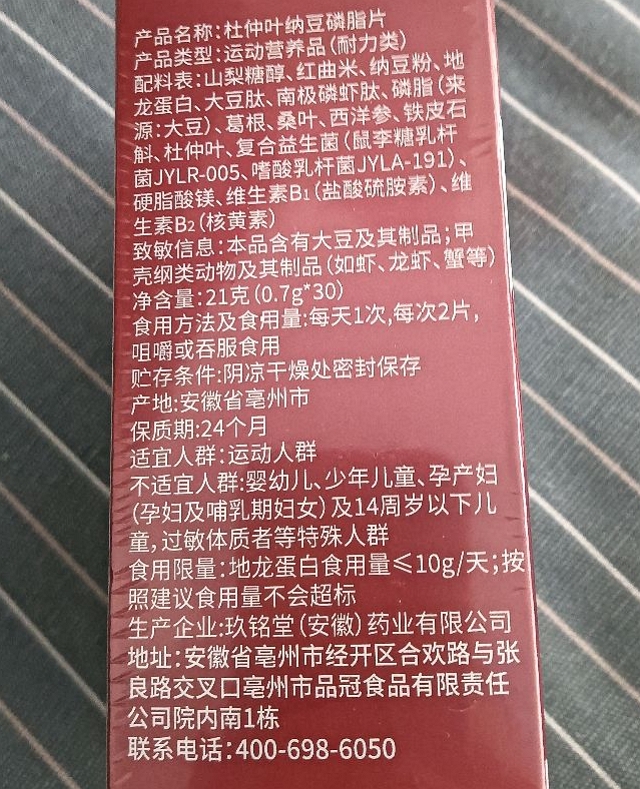 产品名称:杜仲叶纳豆磷脂片
产品类型:运动营养品(耐力类)
配料表:山梨糖醇、红曲米、纳豆粉、地
龙蛋白、大豆肽、南极磷虾肽、磷脂(来
源:大豆)、葛根、桑叶、西洋参、铁皮石
斛、杜仲叶、复合益生菌(鼠李糖乳杆
菌JYLR-005、嗜酸乳杆菌JYLA-191)、
硬脂酸镁、维生素B₁(盐酸硫胺素)、维
生素B₂(核黄素)
致敏信息:本品含有大豆及其制品;甲
壳纲类动物及其制品(如虾、龙虾、蟹等)
净含量:21克(0.7g*30)
食用方法及食用量:每天1次,每次2片,
咀嚼或吞服食用
贮存条件:阴凉干燥处密封保存
产地:安徽省亳州市
保质期:24个月
适宜人群:运动人群
不适宜人群:婴幼儿、少年儿童、孕产妇
(孕妇及哺乳期妇女)及14周岁以下儿
童,过敏体质者等特殊人群
食用限量:地龙蛋白食用量≤10g/天;按
照建议食用量不会超标
生产企业:玖铭堂(安徽)药业有限公司
地址:安徽省亳州市经开区合欢路与张
良路交叉口亳州市品冠食品有限责任
公司院内南1栋
联系电话:400-698-6050